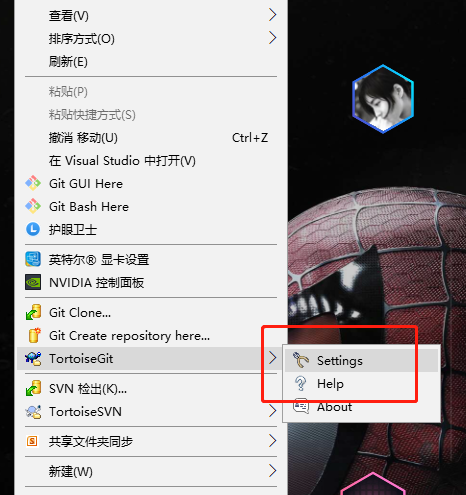 查看(V)
排序方式(O)
刷新(E)
粘贴(P)
粘贴快捷方式(S)
撤消 移动(U) Ctrl+Z
在 Visual Studio 中打开(V)
Git GUI Here
Git Bash Here
护眼卫士
英特尔® 显卡设置
NVIDIA 控制面板
Git Clone...
Git Create repository here...
TortoiseGit
Settings
Help
SVN 检出(K)...
About
TortoiseSVN
共享文件夹同步
新建(W)